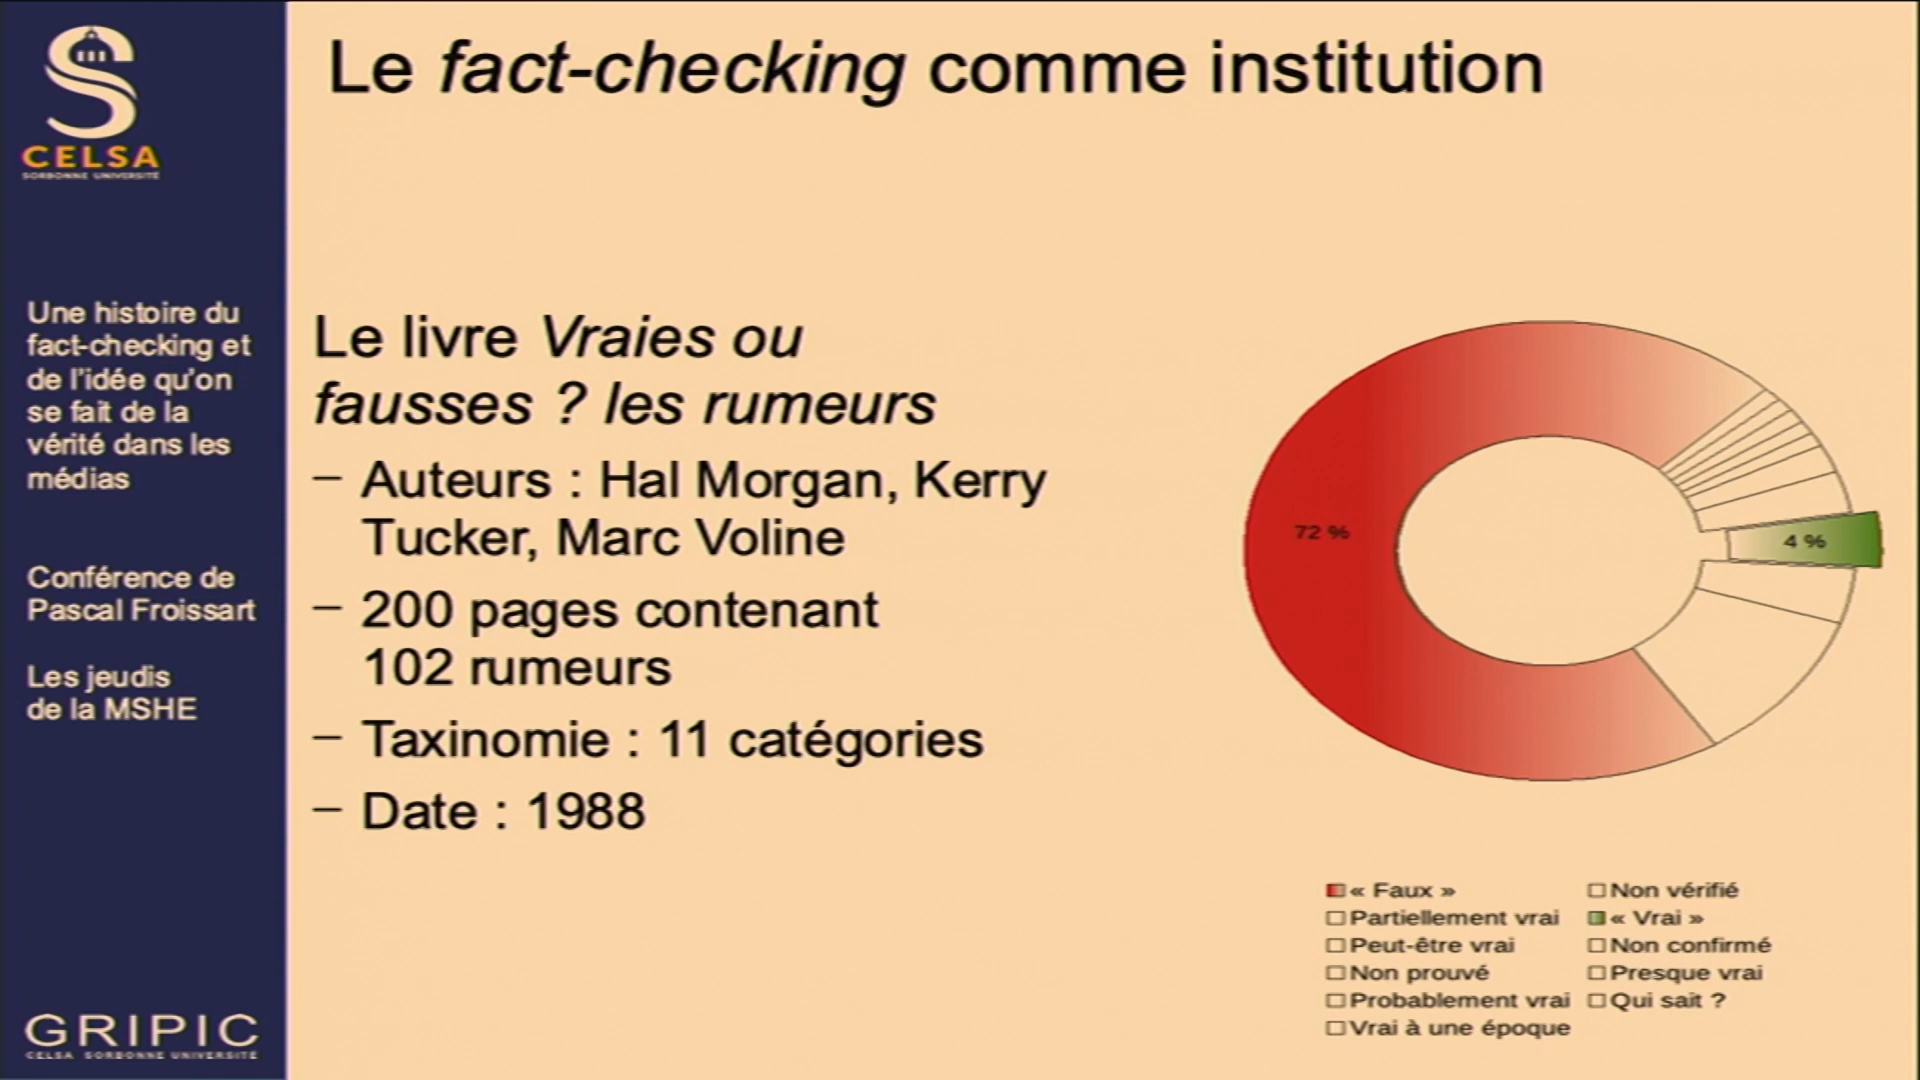 CELSA
SORBONNE UNIVERSITÉ
Le fact-checking comme institution
Une histoire du
fact-checking et
de l'idée qu'on
se fait de la
vérité dans les
médias
Conférence de
Pascal Froissart
Les jeudis
de la MSHE
GRIPIC
CELSA SORBONNE UNIVERSITÉ
Le livre Vraies ou
fausses ? les rumeurs
– Auteurs : Hal Morgan, Kerry
Tucker, Marc Voline
– 200 pages contenant
102 rumeurs
– Taxinomie : 11 catégories
– Date : 1988
72 %
4 %
« Faux »
Non vérifié
Partiellement vrai
« Vrai »
Peut-être vrai
Non confirmé
Non prouvé
Presque vrai
Probablement vrai
Qui sait ?
Vrai à une époque